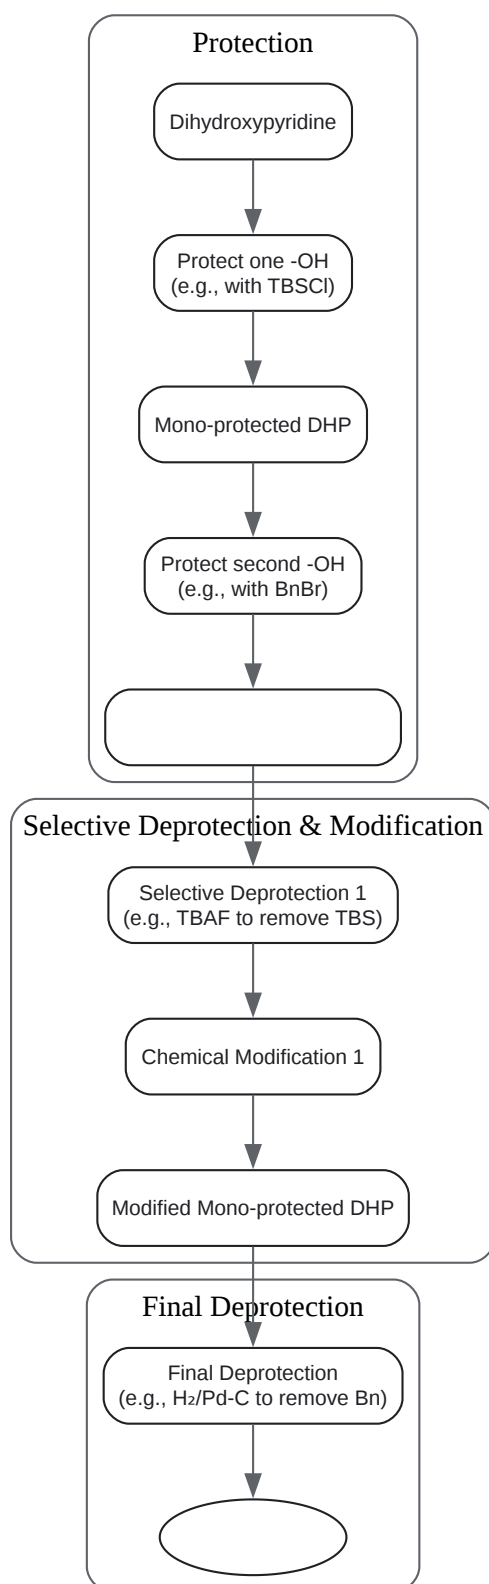 Protection
Dihydroxypyridine
Protect one -OH
(e.g., with TBSCl)
Mono-protected DHP
Protect second -OH
(e.g., with BnBr)
Selective Deprotection & Modification
Selective Deprotection 1
(e.g., TBAF to remove TBS)
Chemical Modification 1
Modified Mono-protected DHP
Final Deprotection
Final Deprotection
(e.g., H₂/Pd-C to remove Bn)